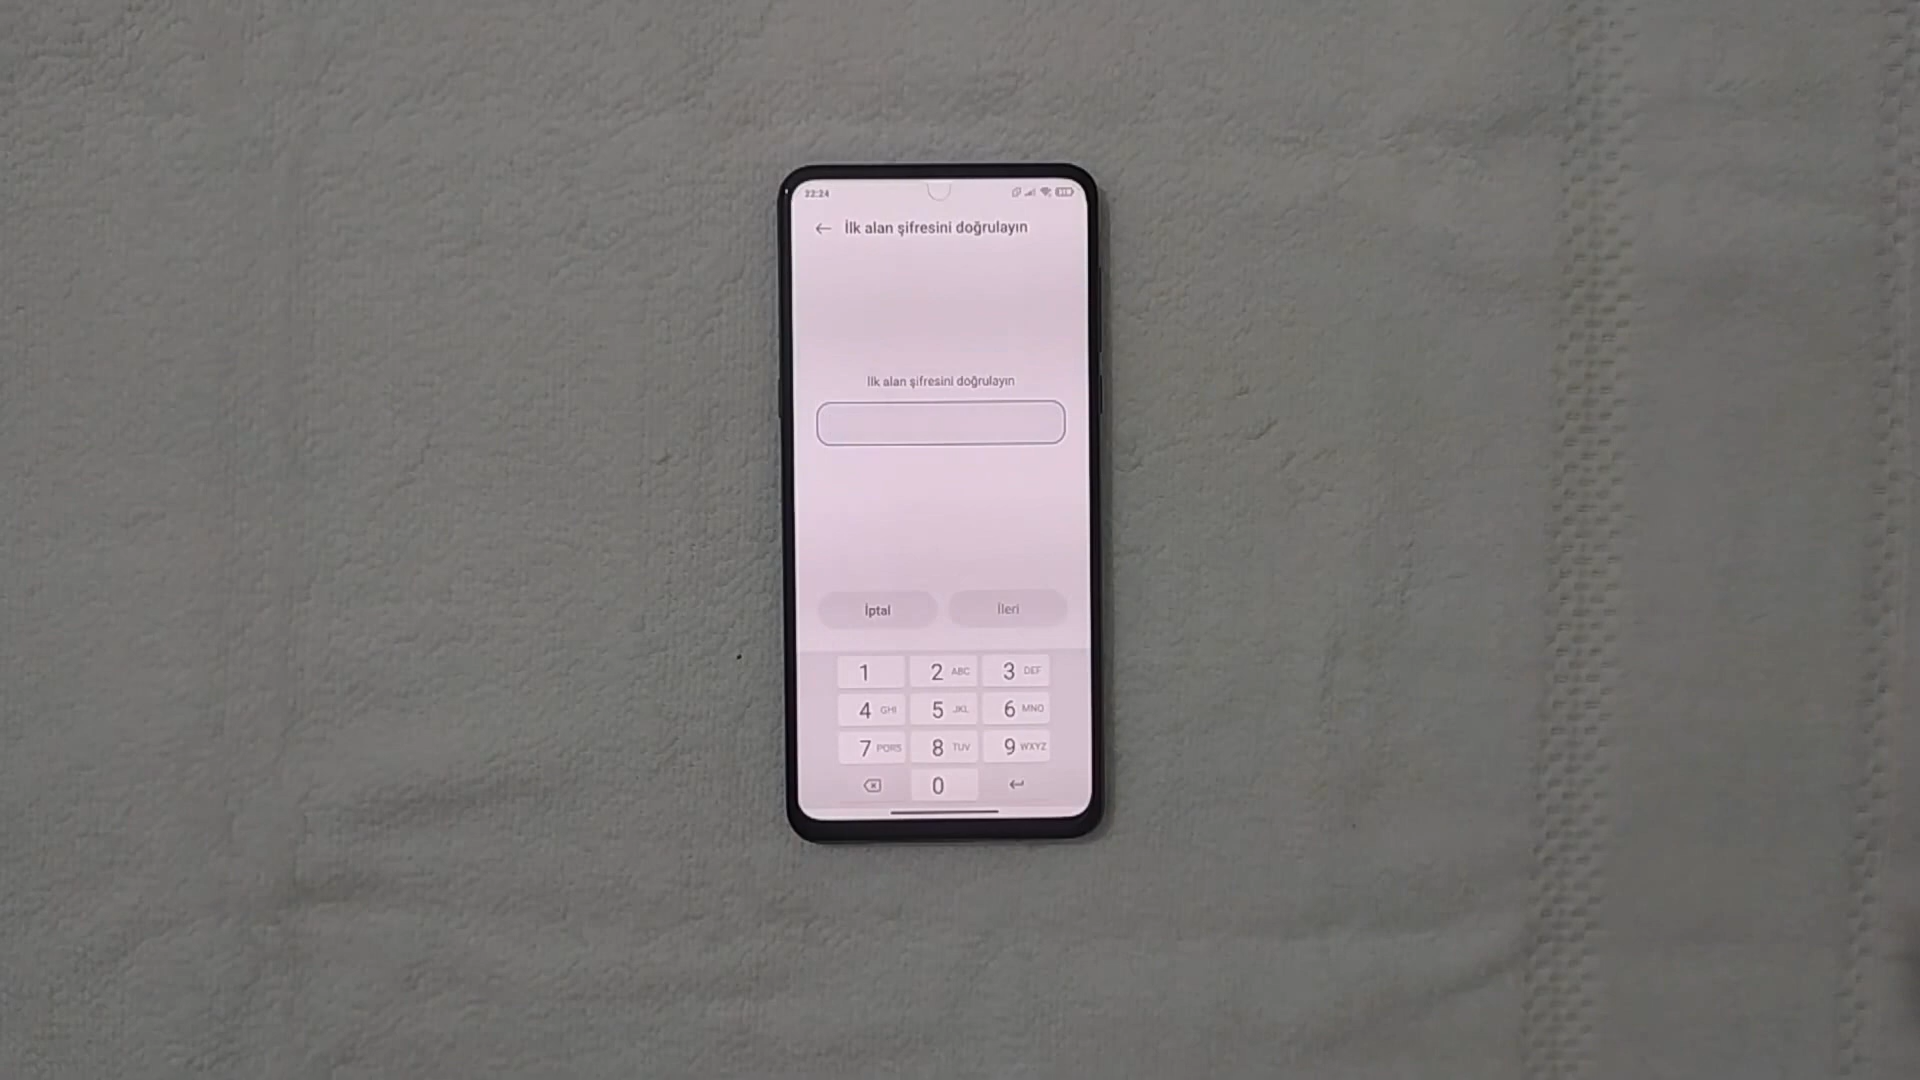 22:24
İlk alan şifresini doğrulayın
İlk alan şifresini doğrulayın
İptal İleri
1 2 ABC 3 DEF
4 GHI 5 JKL 6 MNO
7 PQRS 8 TUV 9 WXYZ
0